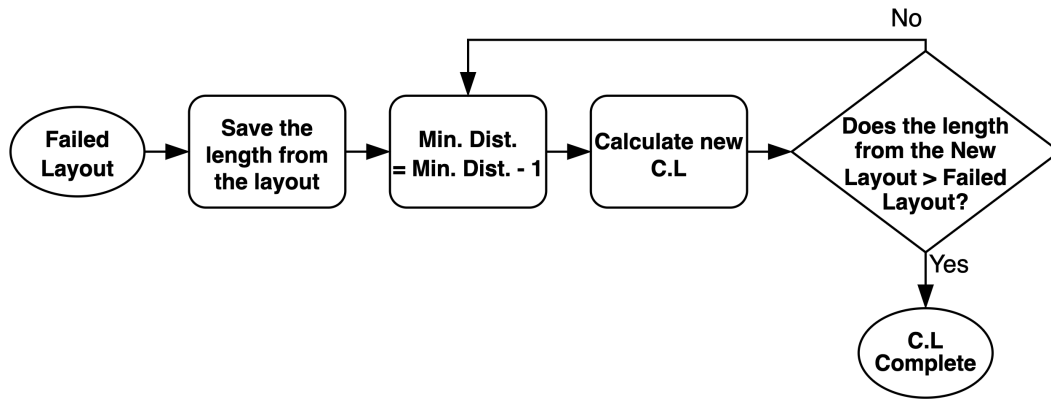 No
Failed
Layout
Save the
length from
the layout
Min. Dist.
= Min. Dist. - 1
Calculate new
C.L
Does the length
from the New
Layout > Failed
Layout?
Yes
C.L
Complete